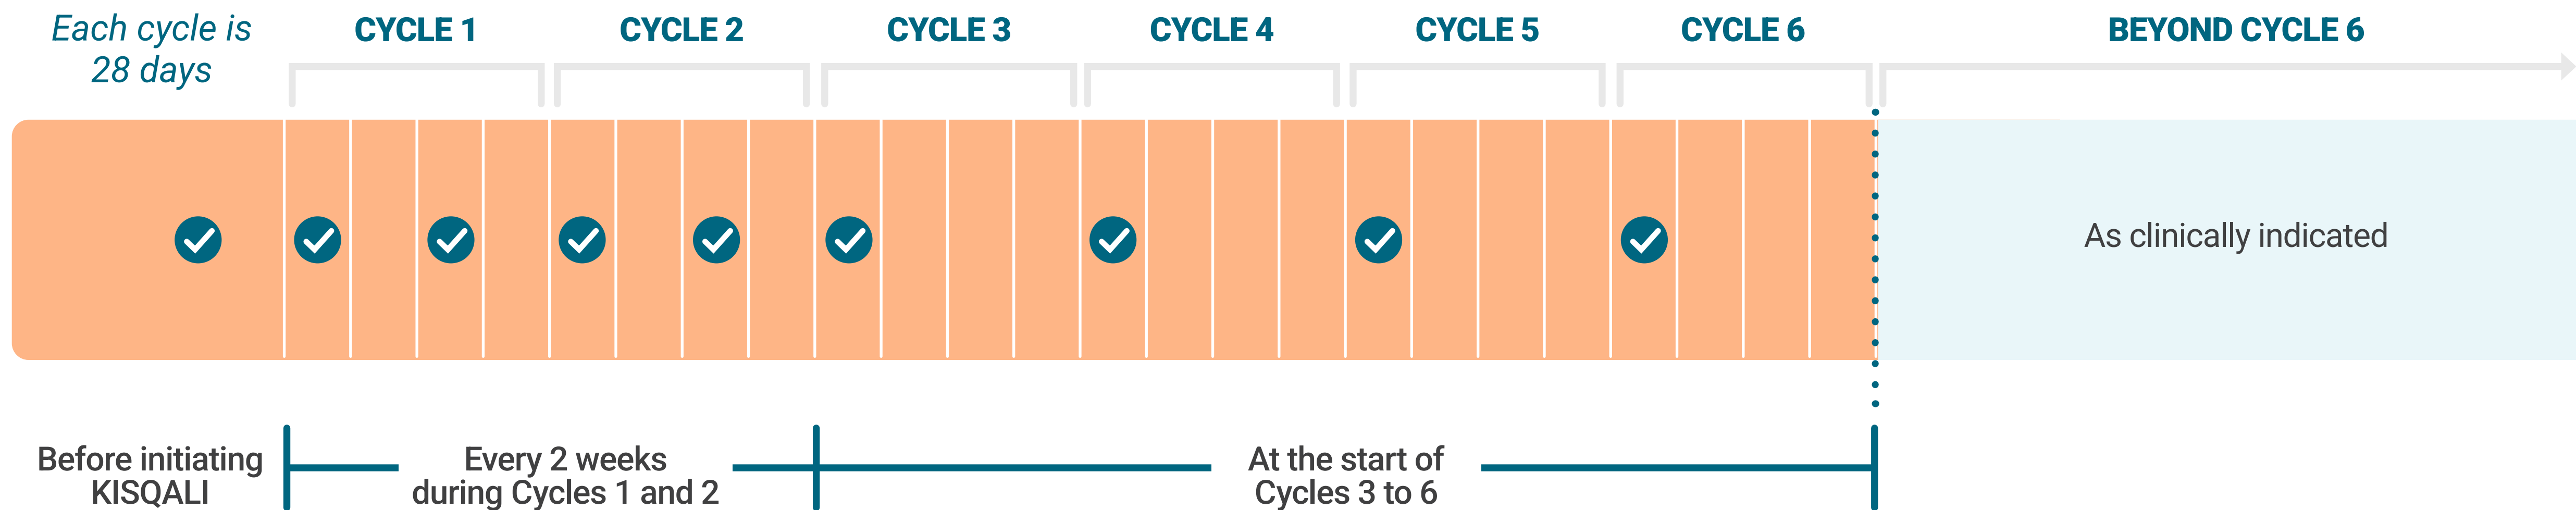 Each cycle is
28 days
CYCLE 1
CYCLE 2
CYCLE 3
CYCLE 4
CYCLE 5
CYCLE 6
BEYOND CYCLE 6
As clinically indicated
Before initiating
KISQALI
Every 2 weeks
during Cycles 1 and 2
At the start of
Cycles 3 to 6